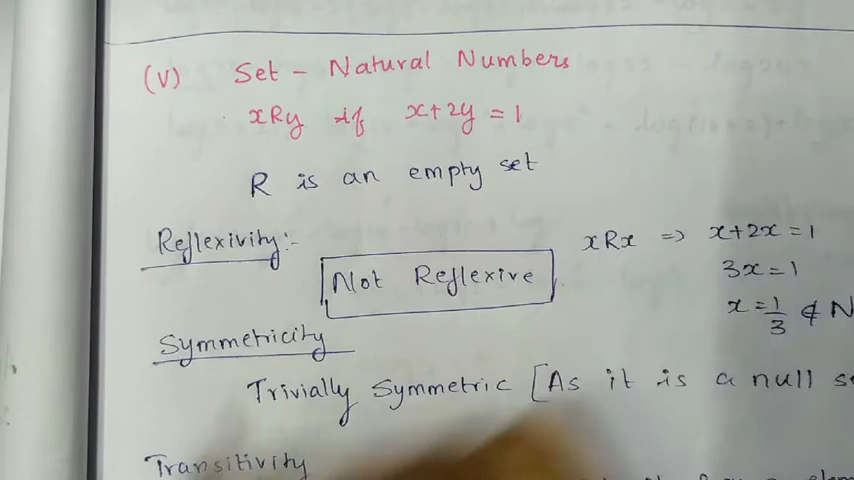 (V) Set - Natural Numbers
xRy if x+2y = 1
R is an empty set
Reflexivity:-
Not Reflexive
xRx => x+2x=1
3x=1
x=1/3 ∉ N
Symmetricity
Trivially Symmetric [As it is a null
Transitivity